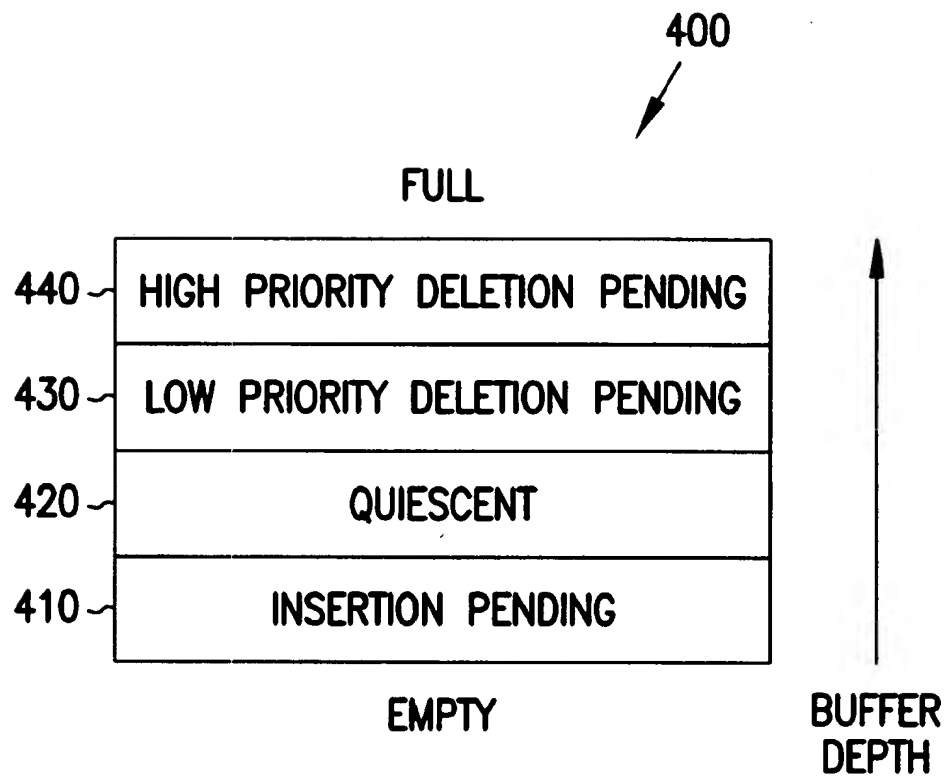 400
FULL
440 HIGH PRIORITY DELETION PENDING
430 LOW PRIORITY DELETION PENDING
420 QUIESCENT
410 INSERTION PENDING
EMPTY
BUFFER
DEPTH